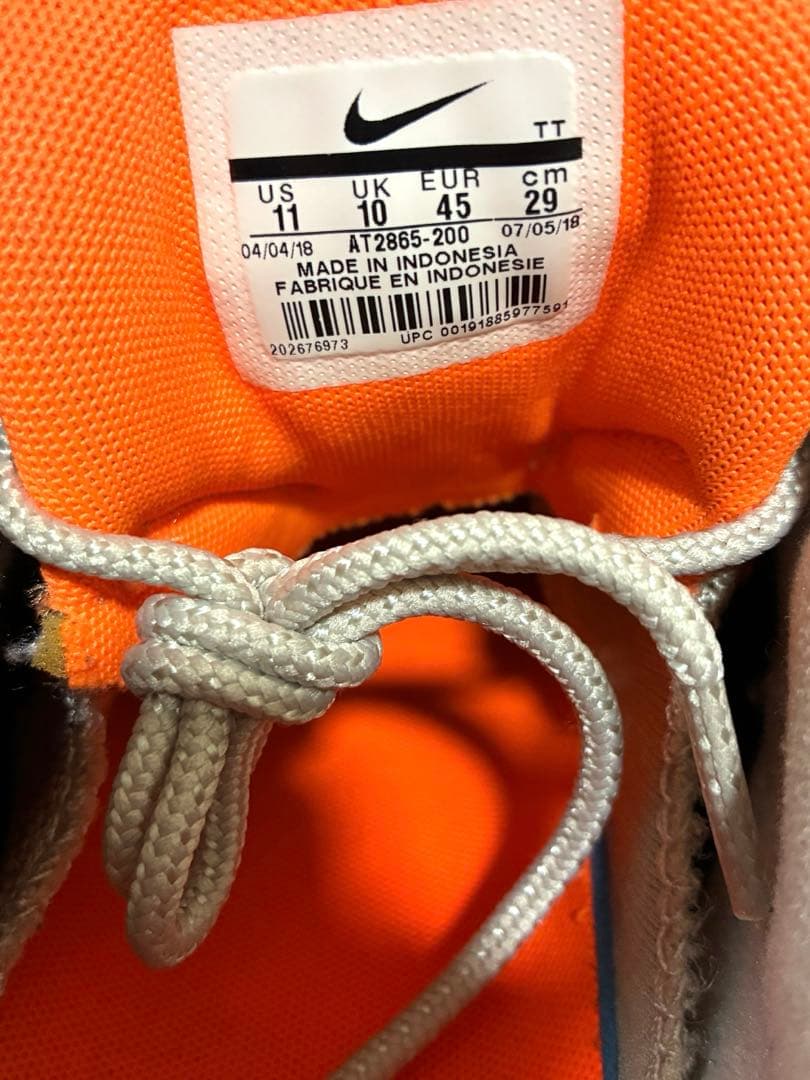 TT
US UK EUR cm
11 10 45 29
04/04/18 AT2865-200 07/05/18
MADE IN INDONESIA
FABRIQUE EN INDONESIE
202676973 UPC 00191885977591